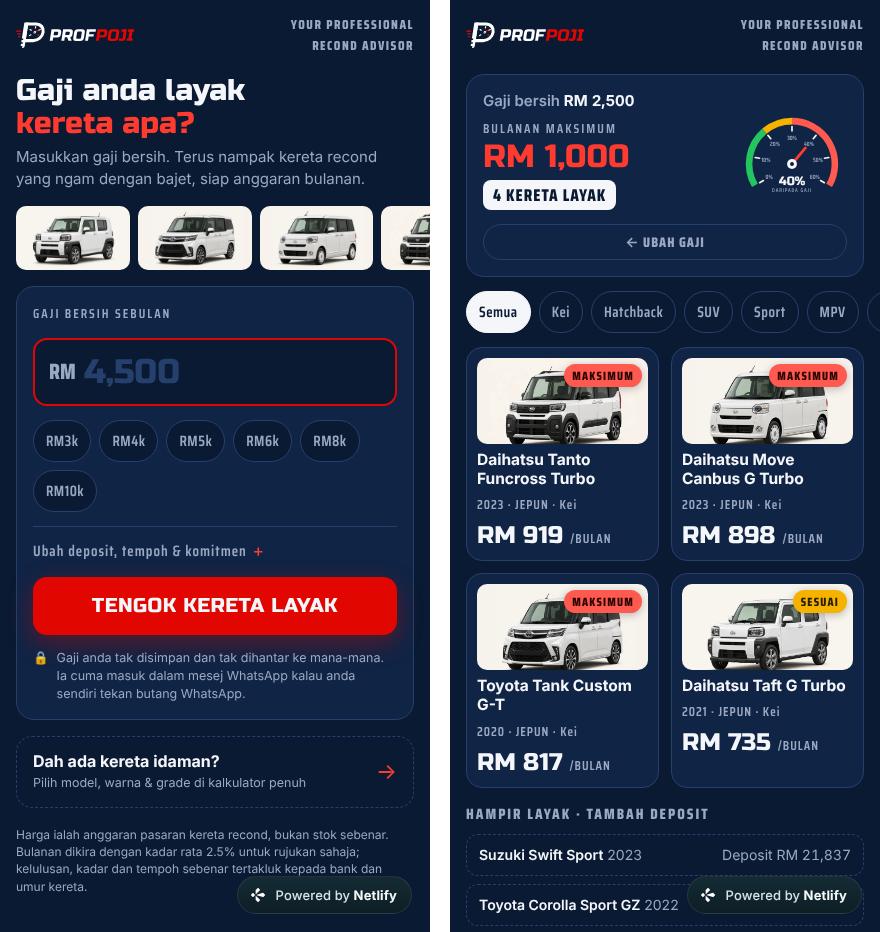 PROFPOJI
YOUR PROFESSIONAL
RECOND ADVISOR
Gaji anda layak
kereta apa?
Masukkan gaji bersih. Terus nampak kereta recond
yang ngam dengan bajet, siap anggaran bulanan.
GAJI BERSIH SEBULAN
RM 4,500
RM3k RM4k RM5k RM6k RM8k
RM10k
Ubah deposit, tempoh & komitmen +
TENGOK KERETA LAYAK
🔒 Gaji anda tak disimpan dan tak dihantar ke mana-mana.
Ia cuma masuk dalam mesej WhatsApp kalau anda
sendiri tekan butang WhatsApp.
Dah ada kereta idaman?
Pilih model, warna & grade di kalkulator penuh
→
Harga ialah anggaran pasaran kereta recond, bukan stok sebenar.
Bulanan dikira dengan kadar rata 2.5% untuk rujukan sahaja;
kelulusan, kadar dan tempoh sebenar tertakluk kepada bank dan
umur kereta.
Powered by Netlify
PROFPOJI
YOUR PROFESSIONAL
RECOND ADVISOR
Gaji bersih RM 2,500
BULANAN MAKSIMUM
RM 1,000
4 KERETA LAYAK
0% 10% 20% 30% 40% 50% 60%
40%
DARIPADA GAJI
← UBAH GAJI
Semua Kei Hatchback SUV Sport MPV
MAKSIMUM
Daihatsu Tanto
Funcross Turbo
2023 · JEPUN · Kei
RM 919 /BULAN
MAKSIMUM
Daihatsu Move
Canbus G Turbo
2023 · JEPUN · Kei
RM 898 /BULAN
MAKSIMUM
Toyota Tank Custom
G-T
2020 · JEPUN · Kei
RM 817 /BULAN
SESUAI
Daihatsu Taft G Turbo
2021 · JEPUN · Kei
RM 735 /BULAN
HAMPIR LAYAK · TAMBAH DEPOSIT
Suzuki Swift Sport 2023 Deposit RM 21,837
Toyota Corolla Sport GZ 2022
Powered by Netlify